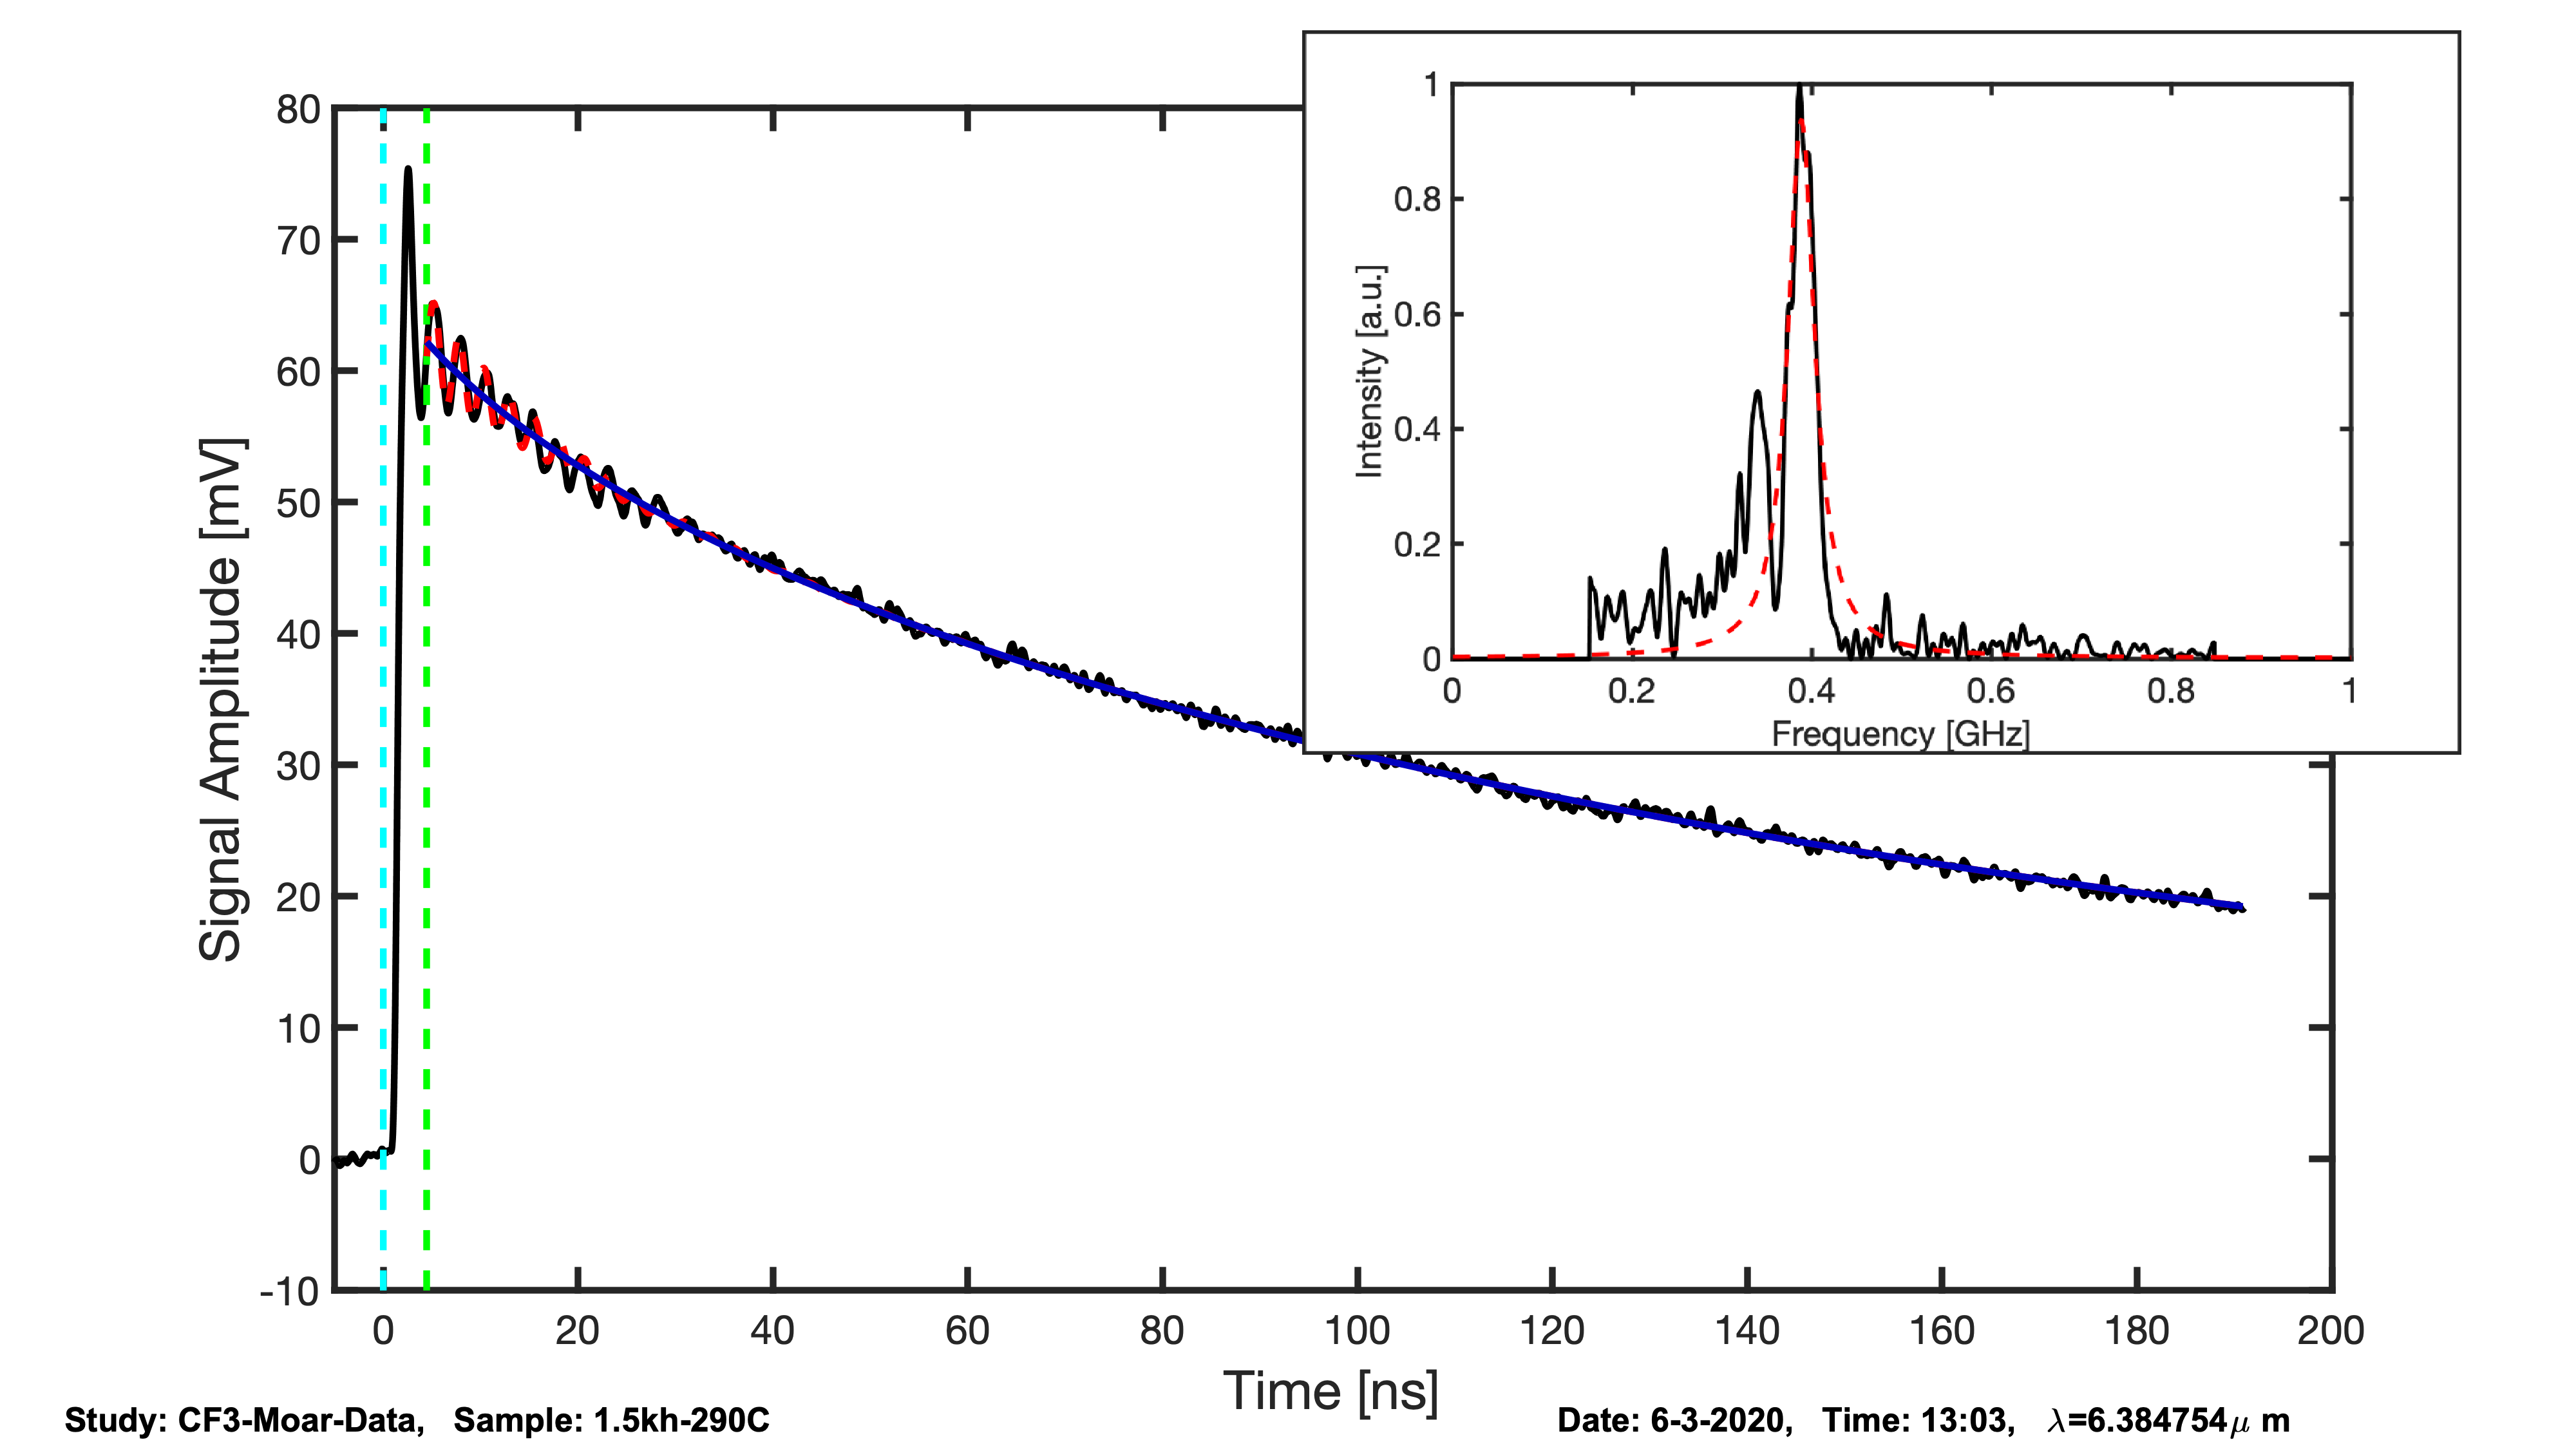 1
0.8
0.6
0.4
0.2
0
Intensity [a.u.]
0 0.2 0.4 0.6 0.8 1
Frequency [GHz]
80
70
60
50
40
30
20
10
0
-10
Signal Amplitude [mV]
0 20 40 60 80 100 120 140 160 180 200
Time [ns]
Study: CF3-Moar-Data, Sample: 1.5kh-290C
Date: 6-3-2020, Time: 13:03, λ=6.384754μ m